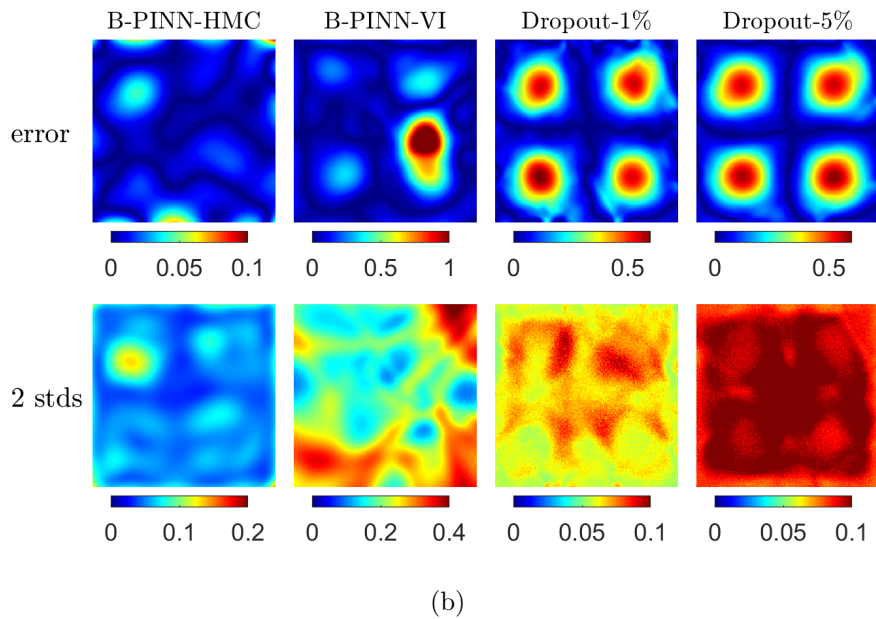 B-PINN-HMC B-PINN-VI Dropout-1% Dropout-5%
error
0 0.05 0.1 0 0.5 1 0 0.5 0 0.5
2 stds
0 0.1 0.2 0 0.2 0.4 0 0.05 0.1 0 0.05 0.1
(b)